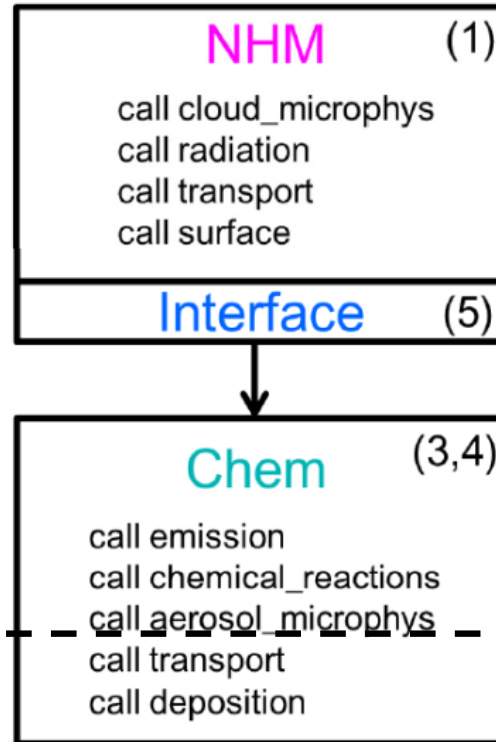 NHM (1)
call cloud_microphys
call radiation
call transport
call surface
Interface (5)
Chem (3,4)
call emission
call chemical_reactions
call aerosol_microphys
call transport
call deposition